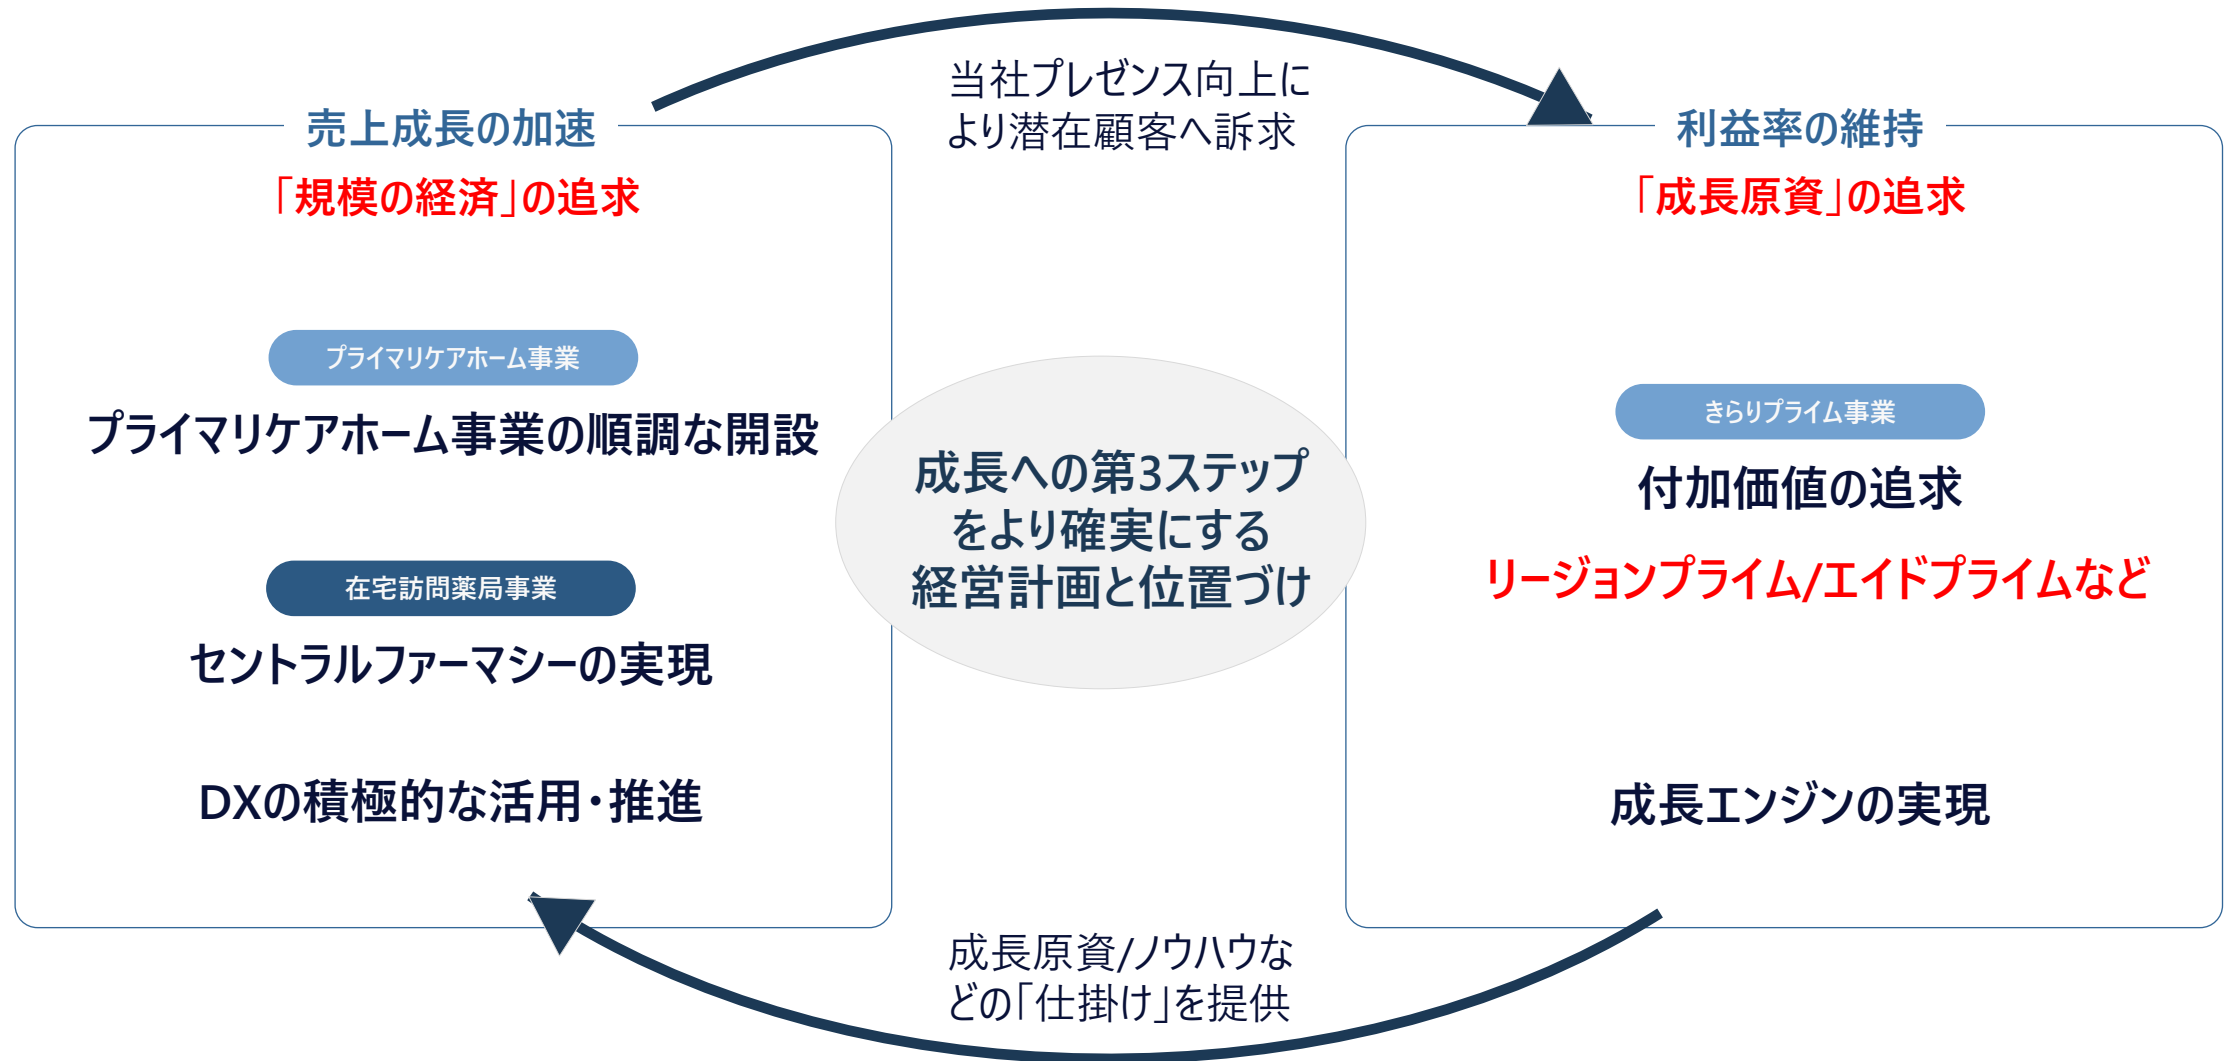 当社プレゼンス向上に
より潜在顧客へ訴求
売上成長の加速
「規模の経済」の追求
プライマリケアホーム事業
プライマリケアホーム事業の順調な開設
在宅訪問薬局事業
セントラルファーマシーの実現
DXの積極的な活用・推進
成長への第3ステップ
をより確実にする
経営計画と位置づけ
利益率の維持
「成長原資」の追求
きらりプライム事業
付加価値の追求
リージョンプライム/エイドプライムなど
成長エンジンの実現
成長原資/ノウハウな
どの「仕掛け」を提供